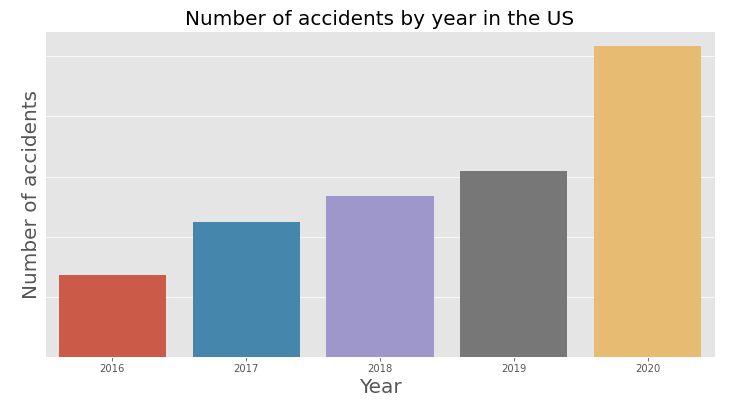 Number of accidents by year in the US
Number of accidents
2016 2017 2018 2019 2020
Year